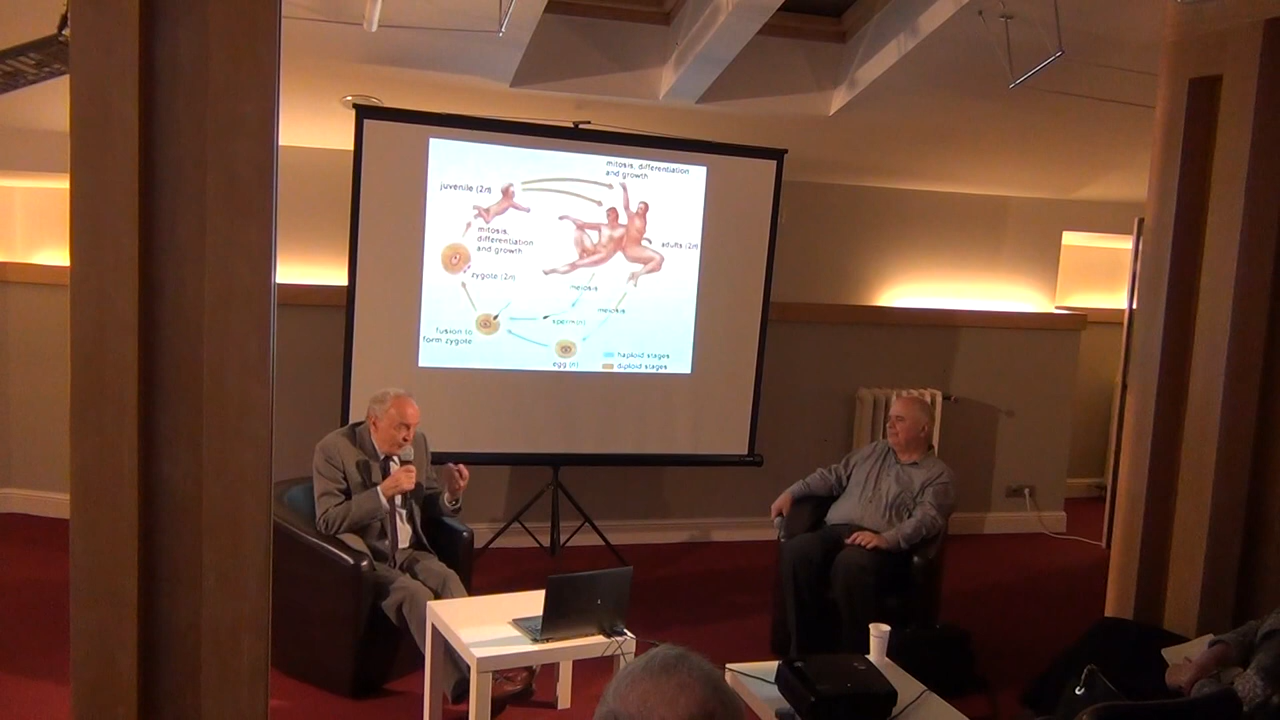 mitosis, differentiation
and growth
juvenile (2n)
mitosis,
differentiation
and growth
adults (2n)
zygote (2n)
meiosis
meiosis
sperm (n)
fusion to
form zygote
egg (n)
haploid stages
diploid stages